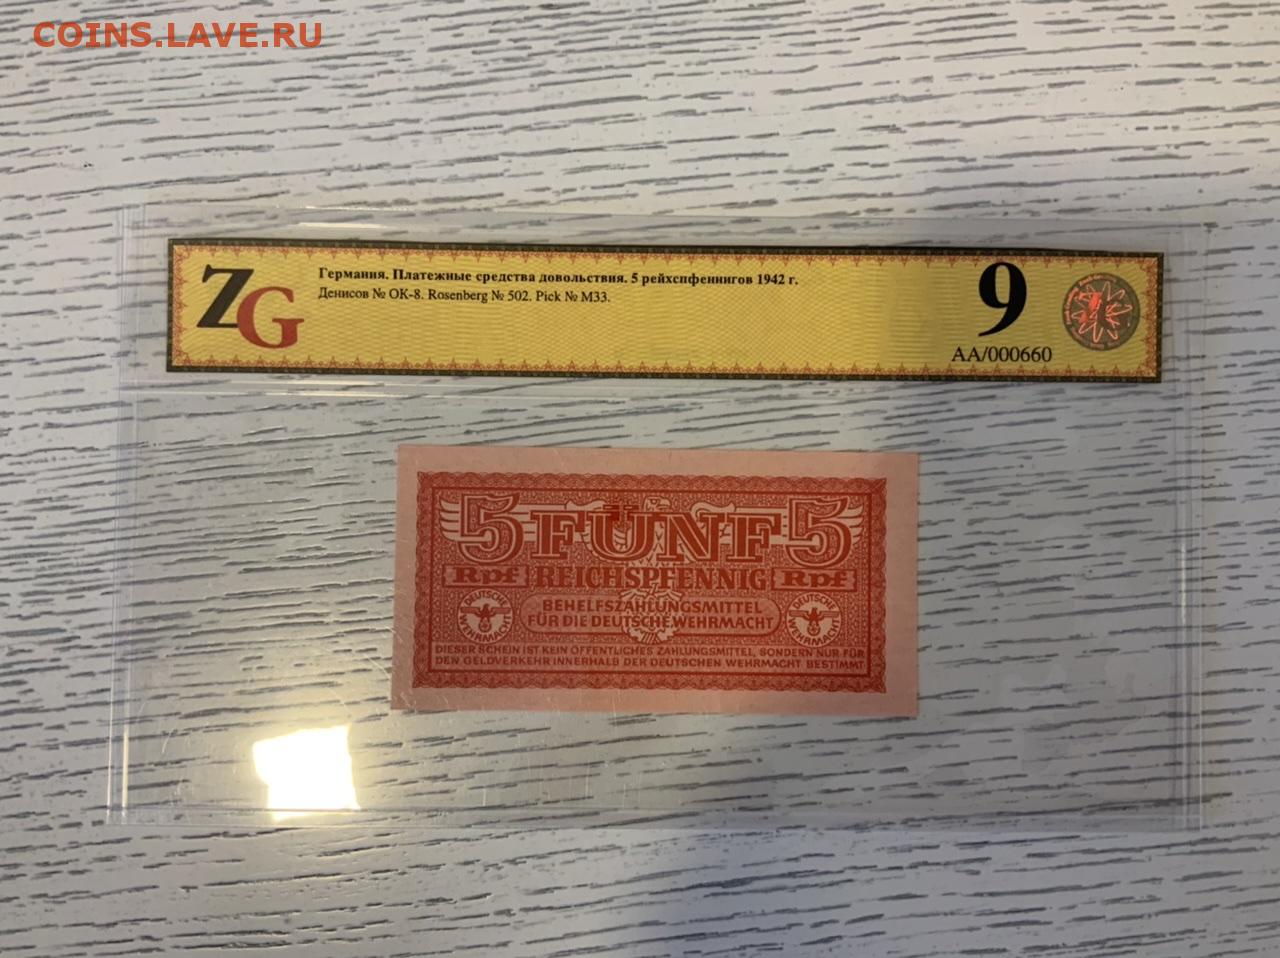 COINS.LAVE.RU
ZG
Германия. Платежные средства довольствия. 5 рейхспфеннигов 1942 г.
Денисов № ОК-8. Rosenberg № 502. Pick № M33.
9
AA/000660
5 FÜNF 5
Rpf REICHSPFENNIG Rpf
BEHELFSZAHLUNGSMITTEL
FÜR DIE DEUTSCHE WEHRMACHT
DEUTSCHE WEHRMACHT
DEUTSCHE WEHRMACHT
DIESER SCHEIN IST KEIN ÖFFENTLICHES ZAHLUNGSMITTEL, SONDERN NUR FÜR
DEN GELDVERKEHR INNERHALB DER DEUTSCHEN WEHRMACHT BESTIMMT